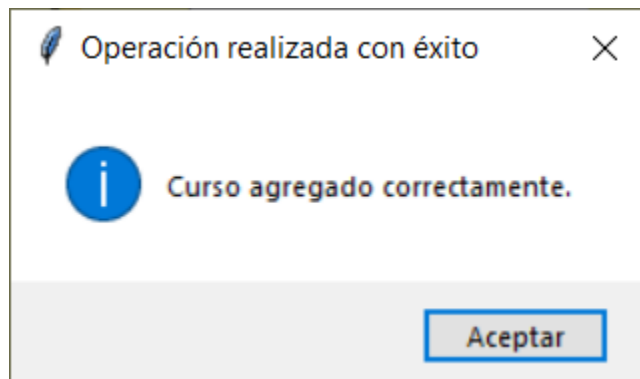 Operación realizada con éxito
Curso agregado correctamente.
Aceptar